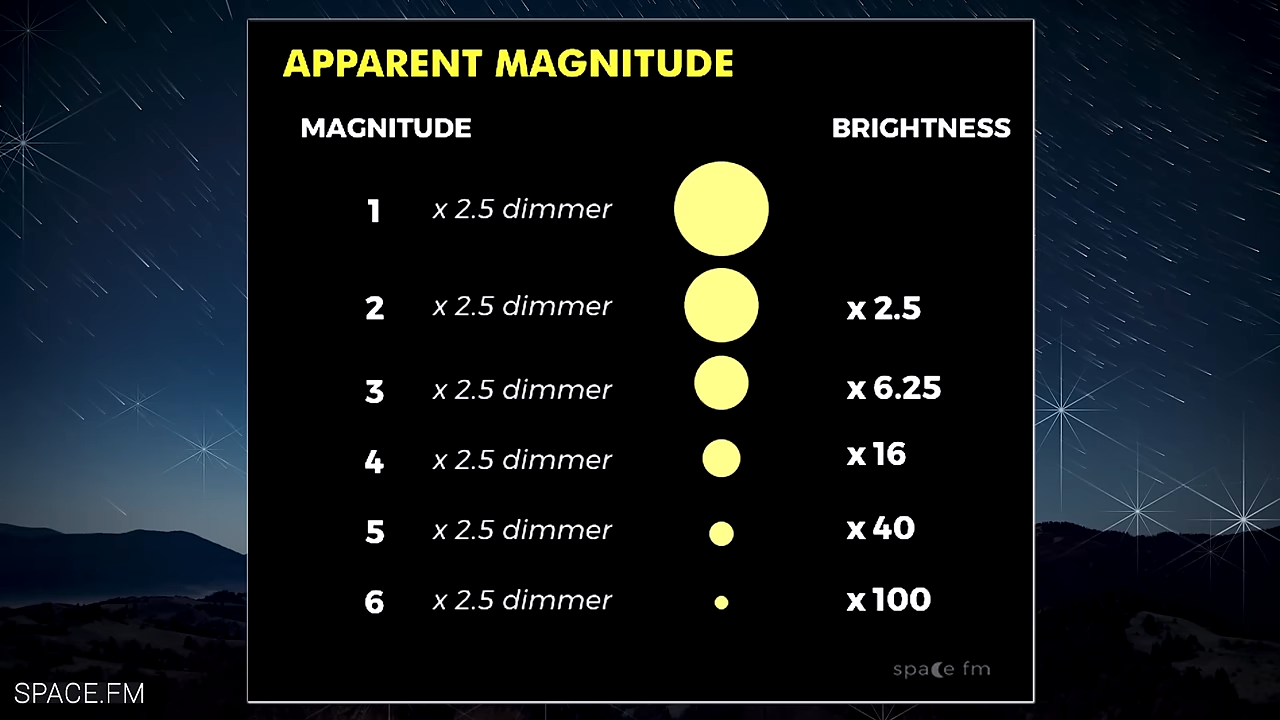 APPARENT MAGNITUDE
MAGNITUDE BRIGHTNESS
1 x 2.5 dimmer
2 x 2.5 dimmer x 2.5
3 x 2.5 dimmer x 6.25
4 x 2.5 dimmer x 16
5 x 2.5 dimmer x 40
6 x 2.5 dimmer x 100
space fm
SPACE.FM